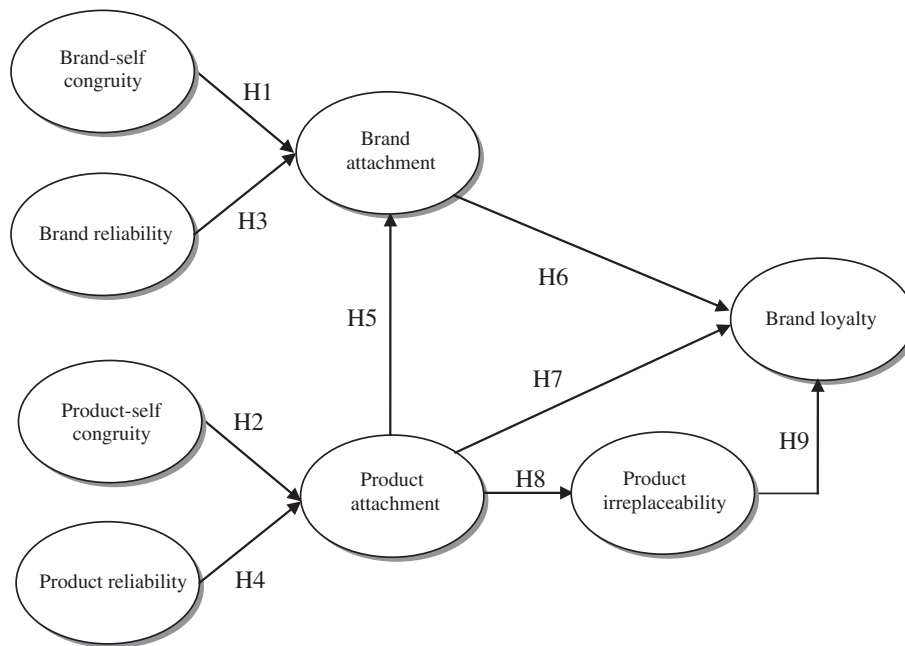 Brand-self
congruity
H1
Brand
attachment
Brand reliability
H3
H6
H5
Brand loyalty
Product-self
congruity
H2
H7
H9
Product
attachment
H8
Product
irreplaceability
Product reliability
H4